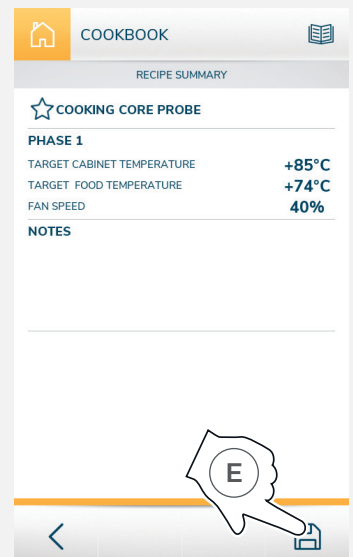 COOKBOOK
RECIPE SUMMARY
COOKING CORE PROBE
PHASE 1
TARGET CABINET TEMPERATURE +85°C
TARGET FOOD TEMPERATURE +74°C
FAN SPEED 40%
NOTES
E